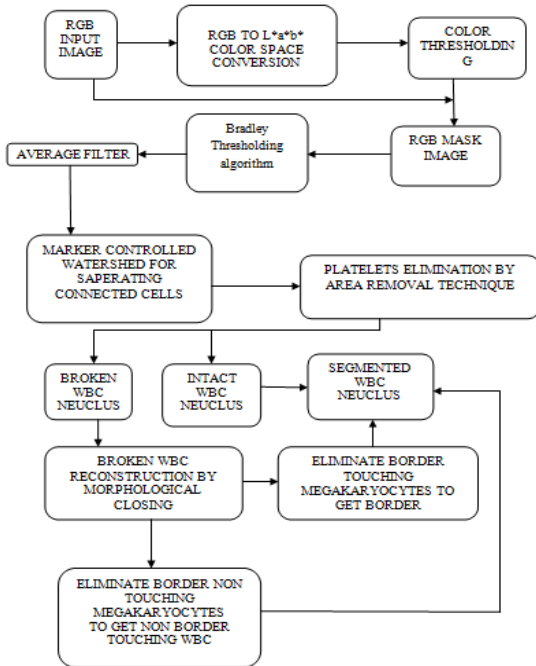 RGB
INPUT
IMAGE
RGB TO L*a*b*
COLOR SPACE
CONVERSION
COLOR
THRESHOLDIN
G
RGB MASK
IMAGE
Bradley
Thresholding
algorithm
AVERAGE FILTER
MARKER CONTROLLED
WATERSHED FOR
SAPERATING
CONNECTED CELLS
PLATELETS ELIMINATION BY
AREA REMOVAL TECHNIQUE
BROKEN
WBC
NEUCLUS
INTACT
WBC
NEUCLUS
SEGMENTED
WBC
NEUCLUS
BROKEN WBC
RECONSTRUCTION BY
MORPHOLOGICAL
CLOSING
ELIMINATE BORDER
TOUCHING
MEGAKARYOCYTES TO
GET BORDER
ELIMINATE BORDER NON
TOUCHING
MEGAKARYOCYTES
TO GET NON BORDER
TOUCHING WBC